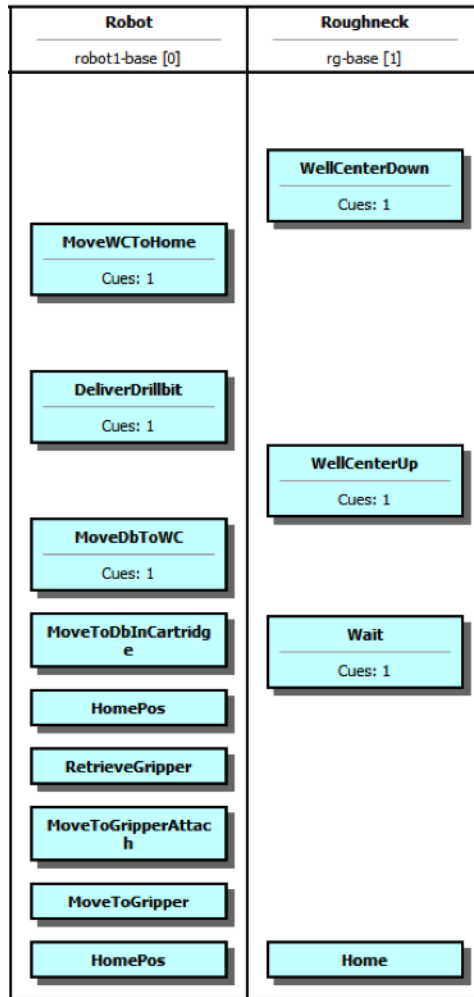 Robot
robot1-base [0]
Roughneck
rg-base [1]
WellCenterDown
Cues: 1
MoveWCToHome
Cues: 1
DeliverDrillbit
Cues: 1
WellCenterUp
Cues: 1
MoveDbToWC
Cues: 1
MoveToDbInCartridg
e
Wait
Cues: 1
HomePos
RetrieveGripper
MoveToGripperAttac
h
MoveToGripper
HomePos
Home